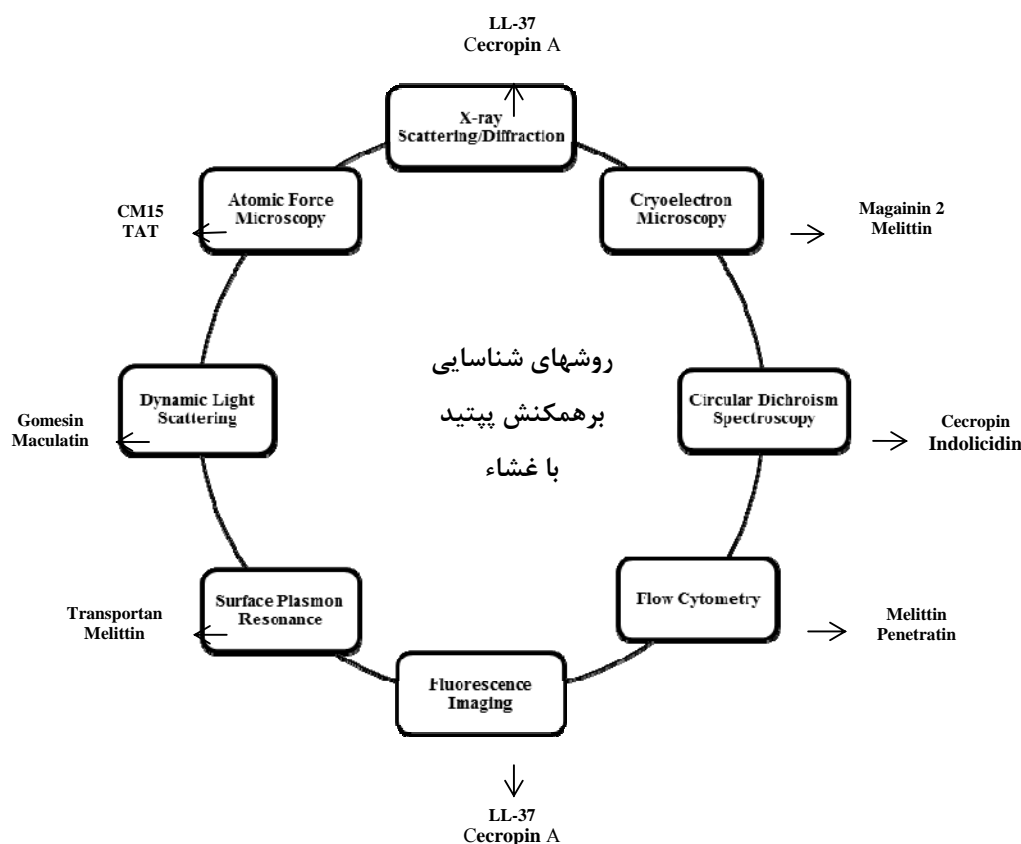 LL-37
Cecropin A
X-ray
Scattering/Diffraction
Atomic Force
Microscopy
Cryoelectron
Microscopy
CM15
TAT
Magainin 2
Melittin
روشهای شناسایی
برهمکنش پپتید
با غشاء
Dynamic Light
Scattering
Circular Dichroism
Spectroscopy
Gomesin
Maculatin
Cecropin
Indolicidin
Surface Plasmon
Resonance
Flow Cytometry
Transportan
Melittin
Melittin
Penetratin
Fluorescence
Imaging
LL-37
Cecropin A